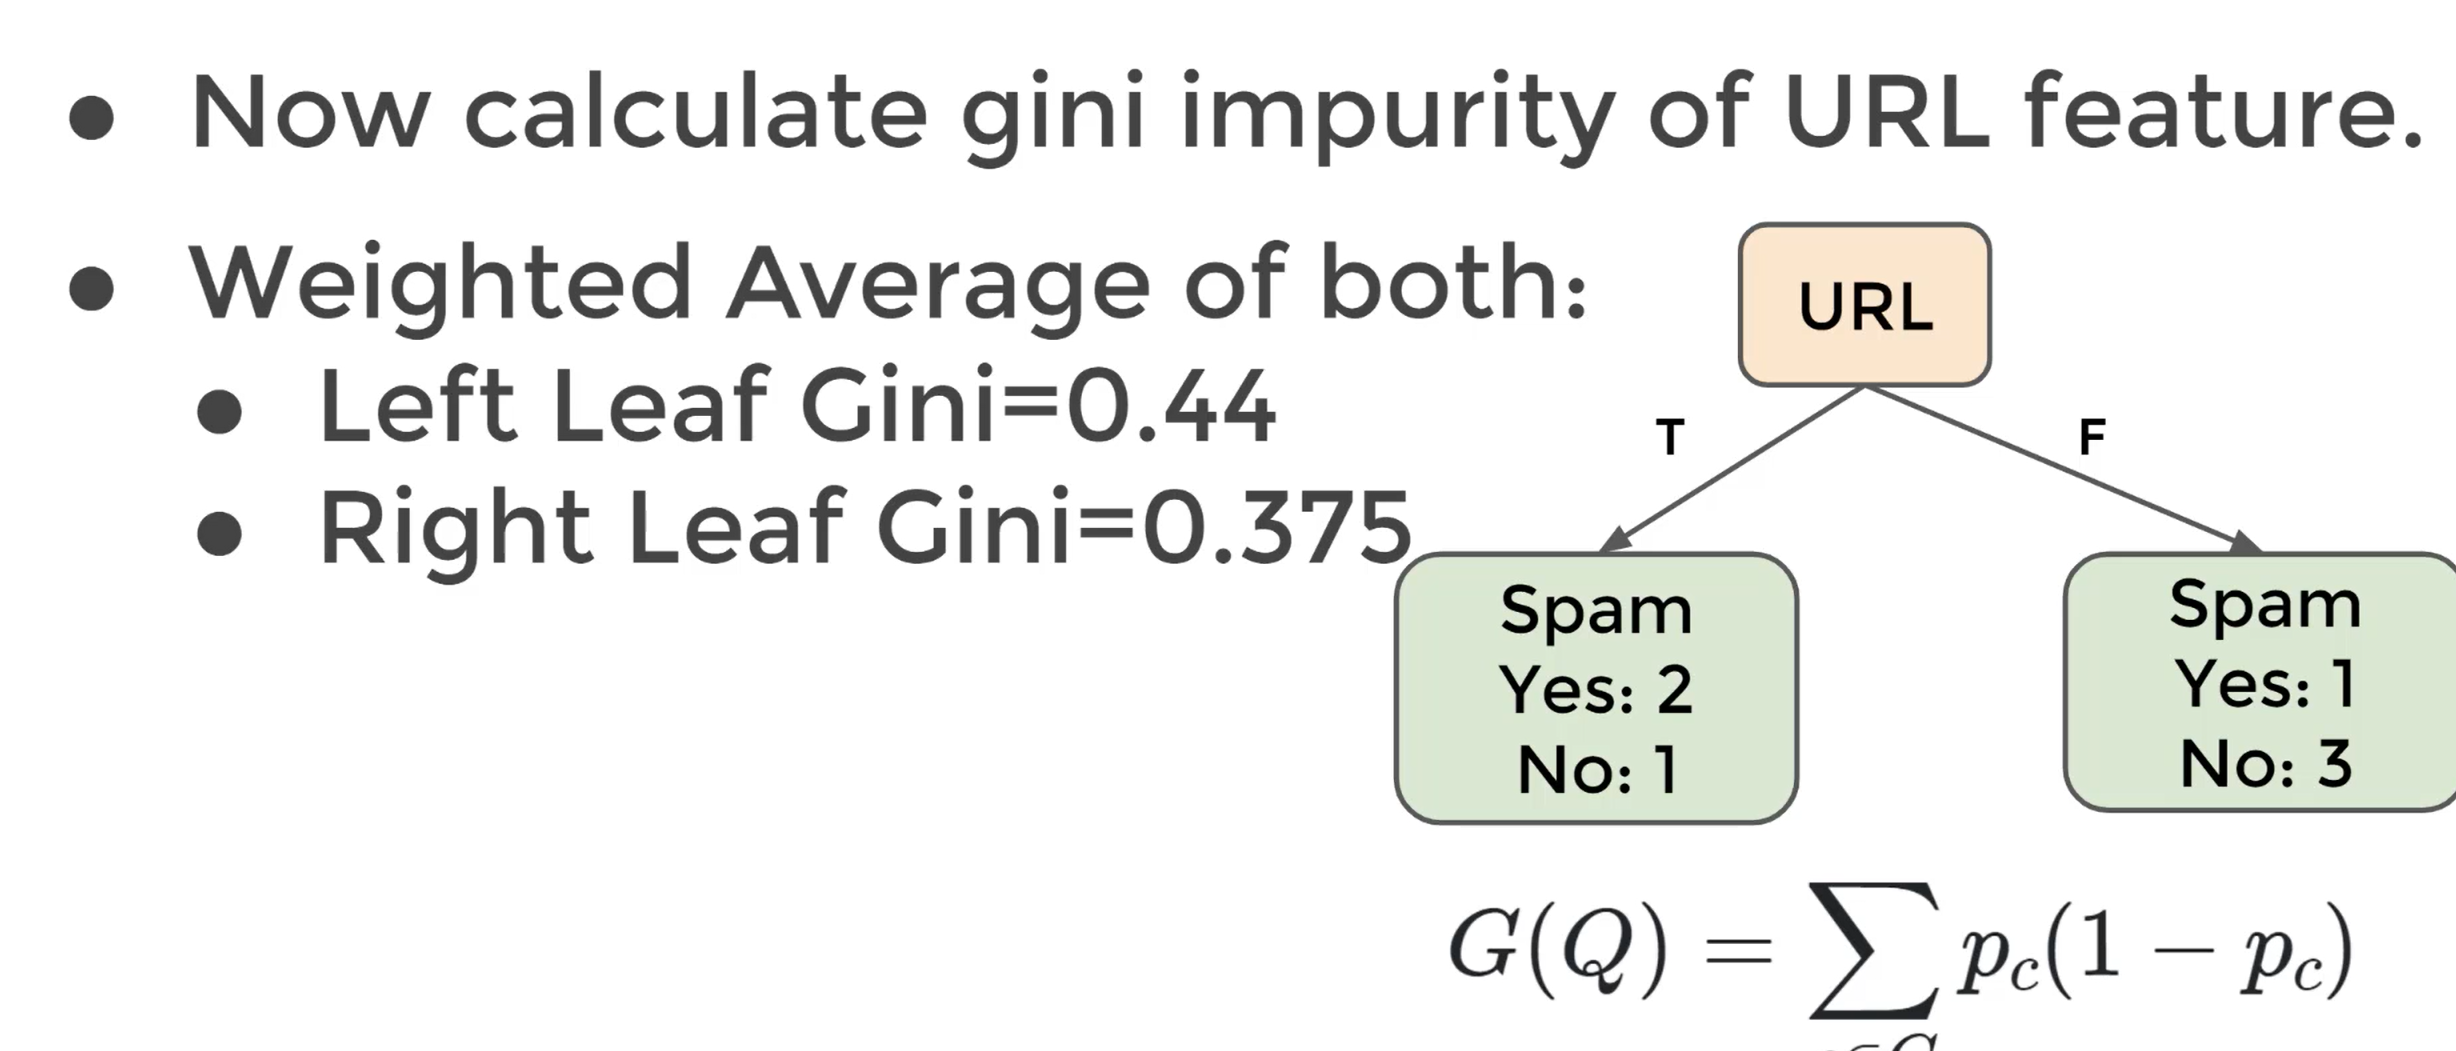 Now calculate gini impurity of URL feature.
Weighted Average of both:
Left Leaf Gini=0.44
Right Leaf Gini=0.375
URL
T
F
Spam
Yes: 2
No: 1
Spam
Yes: 1
No: 3
G(Q) = ∑ p_c(1 − p_c)